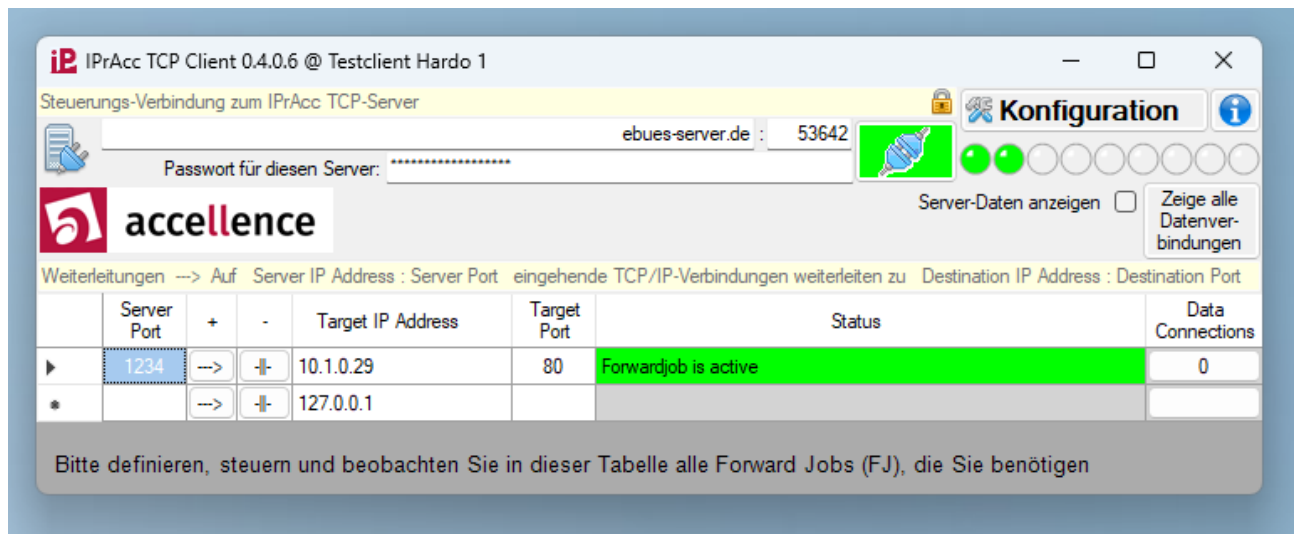 iP IPrAcc TCP Client 0.4.0.6 @ Testclient Hardo 1
Steuerungs-Verbindung zum IPrAcc TCP-Server
Konfiguration
ebues-server.de : 53642
Passwort für diesen Server: ******************
Server-Daten anzeigen
Zeige alle
Datenver-
bindungen
accellence
Weiterleitungen ---> Auf Server IP Address : Server Port eingehende TCP/IP-Verbindungen weiterleiten zu Destination IP Address : Destination Port
Server Port + - Target IP Address Target Port Status Data Connections
1234 ---> -||- 10.1.0.29 80 Forwardjob is active 0
---> -||- 127.0.0.1
Bitte definieren, steuern und beobachten Sie in dieser Tabelle alle Forward Jobs (FJ), die Sie benötigen